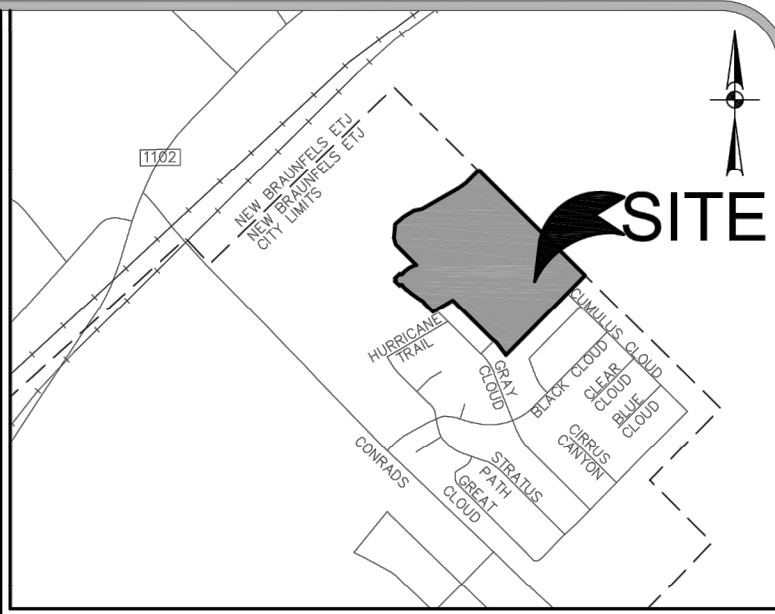 1102
NEW BRAUNFELS ETJ
NEW BRAUNFELS ETJ
CITY LIMITS
SITE
CUMULUS CLOUD
HURRICANE
TRAIL
GRAY
CLOUD
BLACK CLOUD
CLEAR
CLOUD
BLUE
CLOUD
CIRRUS
CANYON
CONRADS
STRATUS
PATH
GREAT
CLOUD